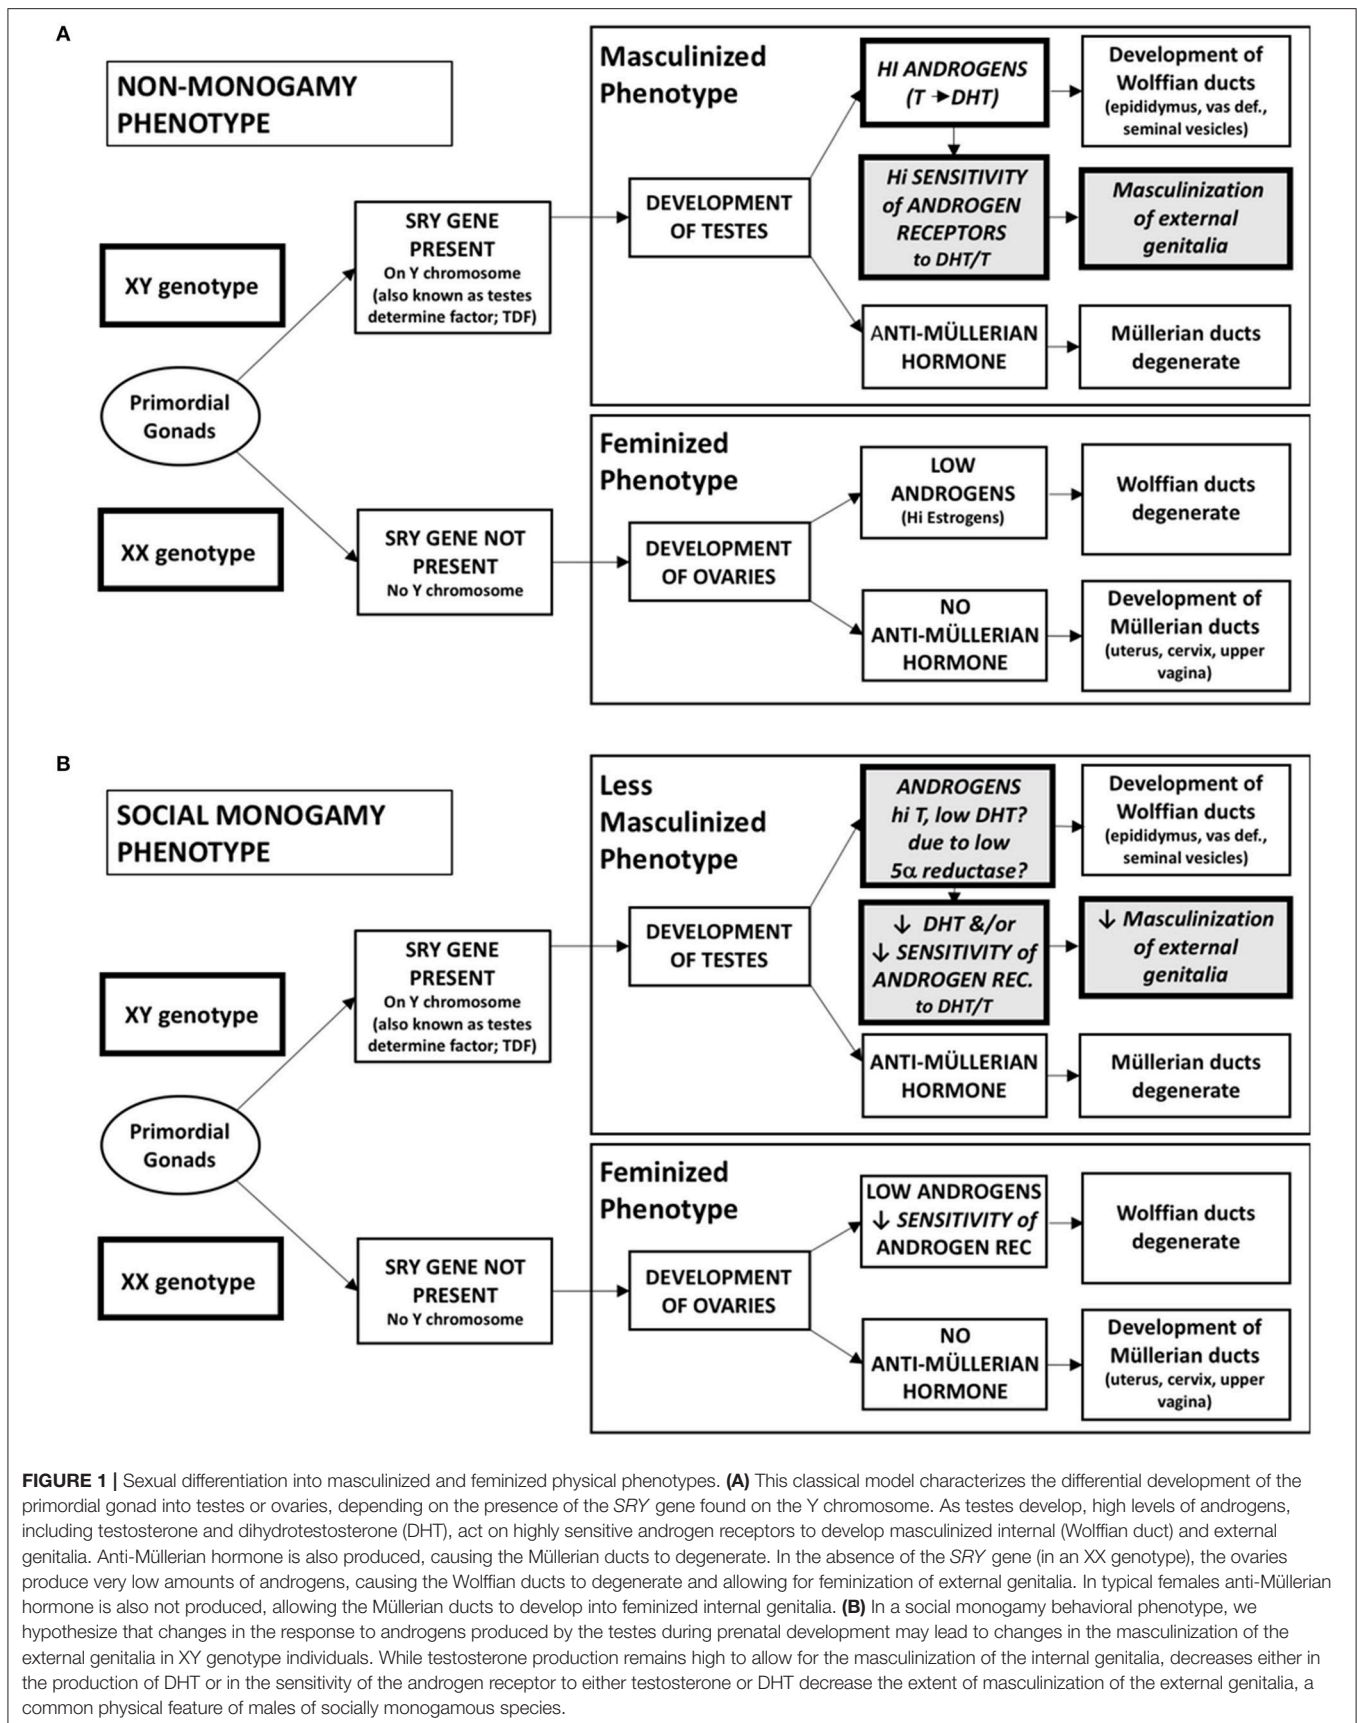 A
NON-MONOGAMY
PHENOTYPE
XY genotype
Primordial
Gonads
XX genotype
SRY GENE
PRESENT
On Y chromosome
(also known as testes
determine factor; TDF)
SRY GENE NOT
PRESENT
No Y chromosome
Masculinized
Phenotype
DEVELOPMENT
OF TESTES
HI ANDROGENS
(T → DHT)
Hi SENSITIVITY
of ANDROGEN
RECEPTORS
to DHT/T
ANTI-MÜLLERIAN
HORMONE
Development of
Wolffian ducts
(epididymus, vas def.,
seminal vesicles)
Masculinization
of external
genitalia
Müllerian ducts
degenerate
Feminized
Phenotype
DEVELOPMENT
OF OVARIES
LOW
ANDROGENS
(Hi Estrogens)
NO
ANTI-MÜLLERIAN
HORMONE
Wolffian ducts
degenerate
Development of
Müllerian ducts
(uterus, cervix, upper
vagina)
B
SOCIAL MONOGAMY
PHENOTYPE
XY genotype
Primordial
Gonads
XX genotype
SRY GENE
PRESENT
On Y chromosome
(also known as testes
determine factor; TDF)
SRY GENE NOT
PRESENT
No Y chromosome
Less
Masculinized
Phenotype
DEVELOPMENT
OF TESTES
ANDROGENS
hi T, low DHT?
due to low
5α reductase?
↓ DHT &/or
↓ SENSITIVITY of
ANDROGEN REC.
to DHT/T
ANTI-MÜLLERIAN
HORMONE
Development of
Wolffian ducts
(epididymus, vas def.,
seminal vesicles)
↓ Masculinization
of external
genitalia
Müllerian ducts
degenerate
Feminized
Phenotype
DEVELOPMENT
OF OVARIES
LOW ANDROGENS
↓ SENSITIVITY of
ANDROGEN REC
NO
ANTI-MÜLLERIAN
HORMONE
Wolffian ducts
degenerate
Development of
Müllerian ducts
(uterus, cervix, upper
vagina)
FIGURE 1 | Sexual differentiation into masculinized and feminized physical phenotypes. (A) This classical model characterizes the differential development of the
primordial gonad into testes or ovaries, depending on the presence of the SRY gene found on the Y chromosome. As testes develop, high levels of androgens,
including testosterone and dihydrotestosterone (DHT), act on highly sensitive androgen receptors to develop masculinized internal (Wolffian duct) and external
genitalia. Anti-Müllerian hormone is also produced, causing the Müllerian ducts to degenerate. In the absence of the SRY gene (in an XX genotype), the ovaries
produce very low amounts of androgens, causing the Wolffian ducts to degenerate and allowing for feminization of external genitalia. In typical females anti-Müllerian
hormone is also not produced, allowing the Müllerian ducts to develop into feminized internal genitalia. (B) In a social monogamy behavioral phenotype, we
hypothesize that changes in the response to androgens produced by the testes during prenatal development may lead to changes in the masculinization of the
external genitalia in XY genotype individuals. While testosterone production remains high to allow for the masculinization of the internal genitalia, decreases either in
the production of DHT or in the sensitivity of the androgen receptor to either testosterone or DHT decrease the extent of masculinization of the external genitalia, a
common physical feature of males of socially monogamous species.